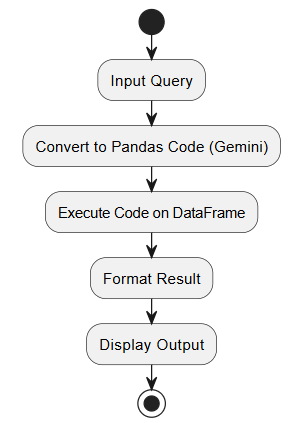 Input Query
Convert to Pandas Code (Gemini)
Execute Code on DataFrame
Format Result
Display Output